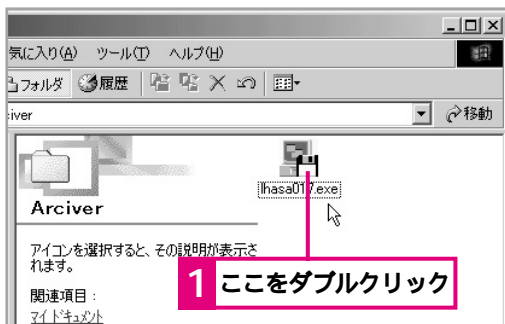 気に入り(A) ツール(T) ヘルプ(H)
フォルダ 履歴
iver 移動
lhasa017.exe
Arciver
アイコンを選択すると、その説明が表示さ
れます。
1 ここをダブルクリック
関連項目:
マイ ドキュメント